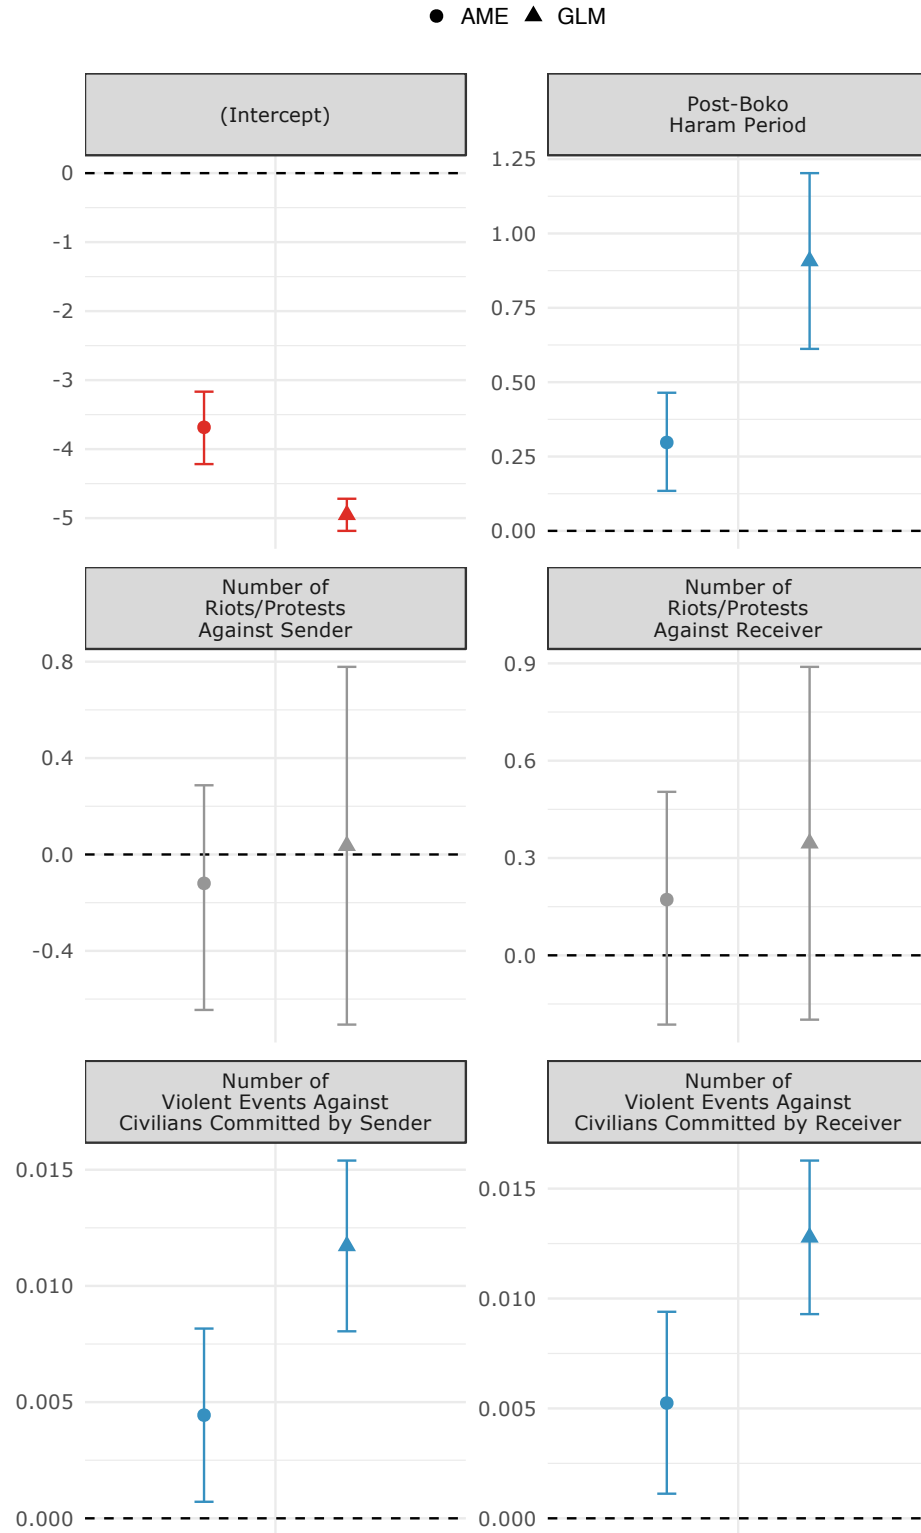 AME GLM
(Intercept)
0
-1
-2
-3
-4
-5
Post-Boko
Haram Period
1.25
1.00
0.75
0.50
0.25
0.00
Number of
Riots/Protests
Against Sender
0.8
0.4
0.0
-0.4
Number of
Riots/Protests
Against Receiver
0.9
0.6
0.3
0.0
Number of
Violent Events Against
Civilians Committed by Sender
0.015
0.010
0.005
0.000
Number of
Violent Events Against
Civilians Committed by Receiver
0.015
0.010
0.005
0.000